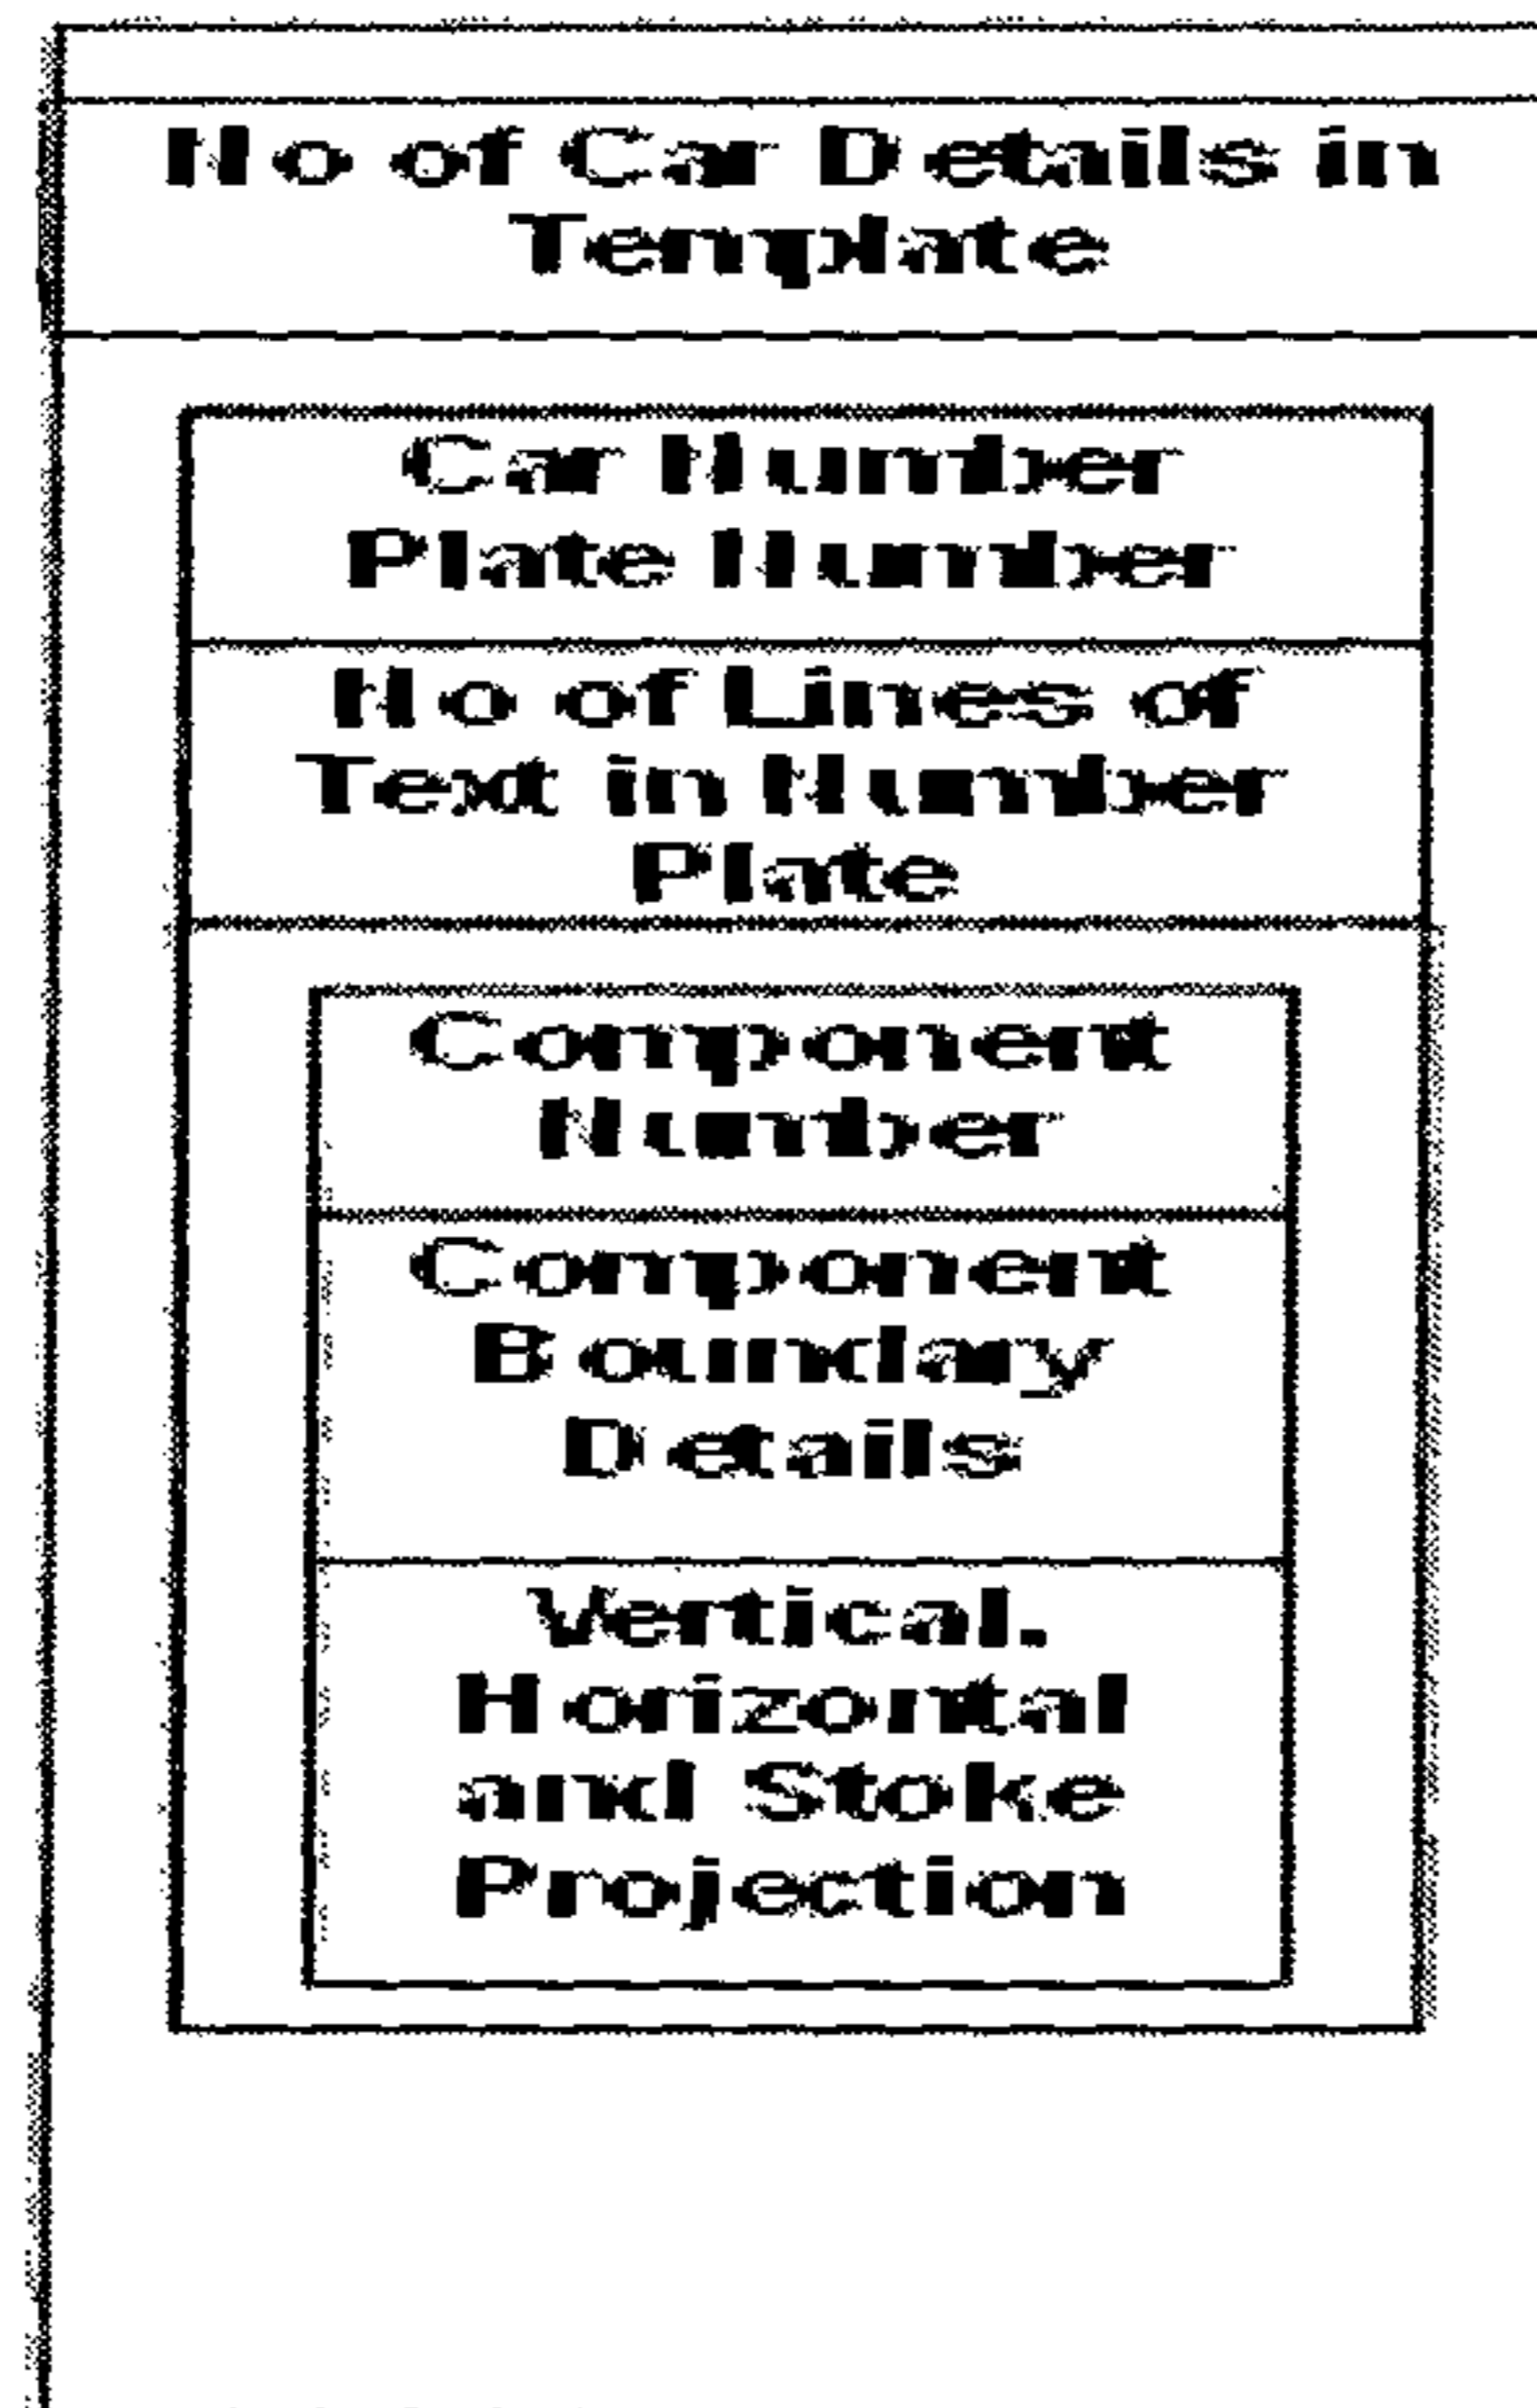 No of Car Details in
Template
Car Number
Plate Number
No of Lines of
Text in Number
Plate
Component
Number
Component
Boundary
Details
Vertical,
Horizontal
and Stoke
Projection